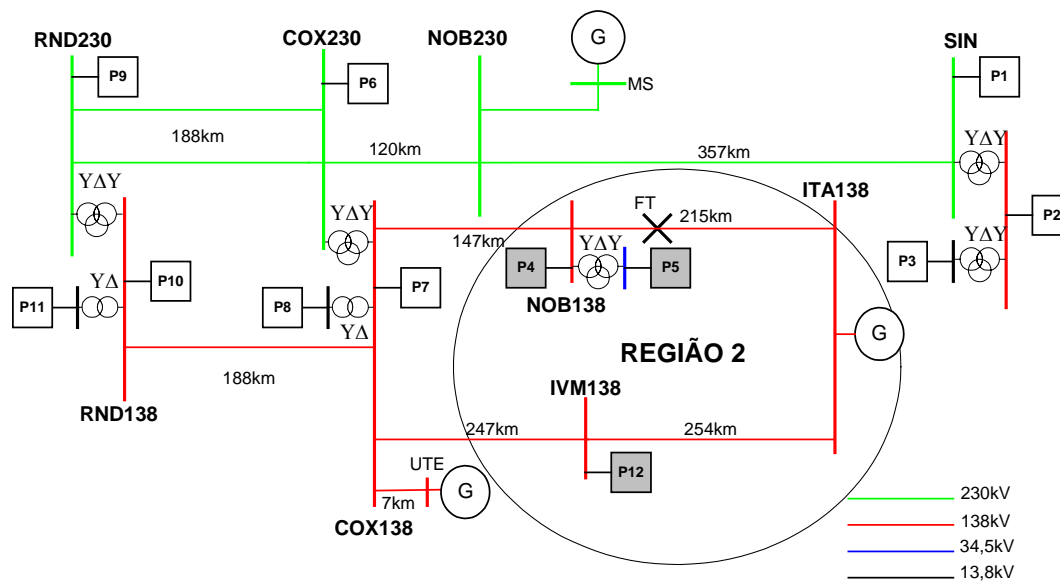 RND230
COX230
NOB230
G
SIN
P9
P6
MS
P1
188km
120km
357km
YΔY
YΔY
YΔY
FT
215km
ITA138
147km
YΔY
P4
P5
P2
P3
YΔY
NOB138
YΔ
P10
P11
P8
P7
YΔ
G
REGIÃO 2
188km
RND138
IVM138
247km
254km
P12
UTE
G
7km
COX138
230kV
138kV
34,5kV
13,8kV